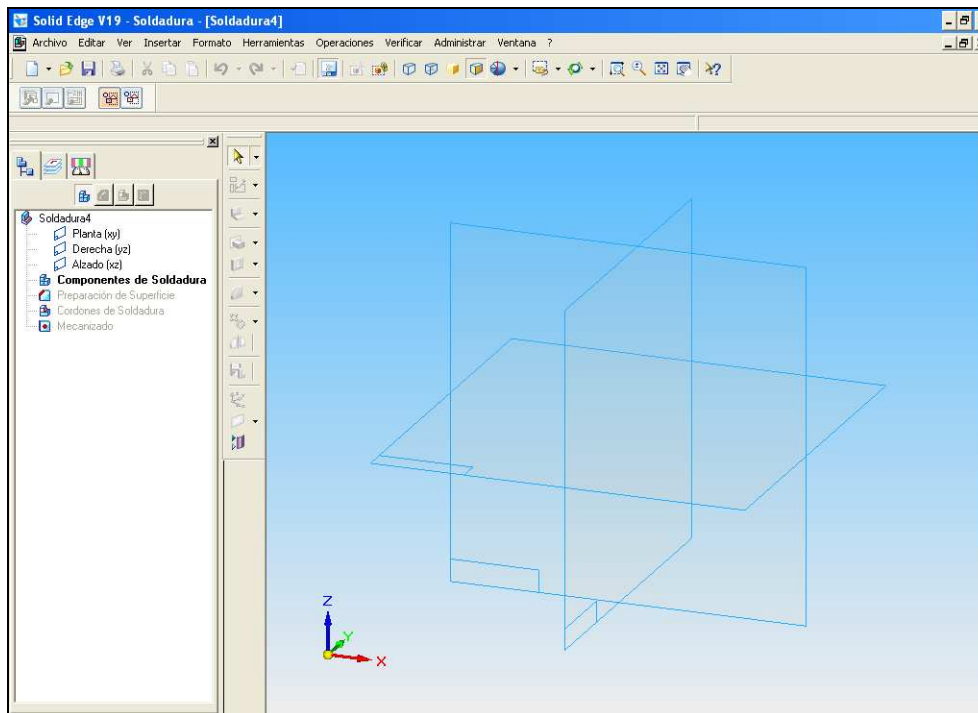 Solid Edge V19 - Soldadura - [Soldadura4]
Archivo Editar Ver Insertar Formato Herramientas Operaciones Verificar Administrar Ventana ?
Soldadura4
Planta (xy)
Derecha (yz)
Alzado (xz)
Componentes de Soldadura
Preparación de Superficie
Cordones de Soldadura
Mecanizado
Z
Y
X